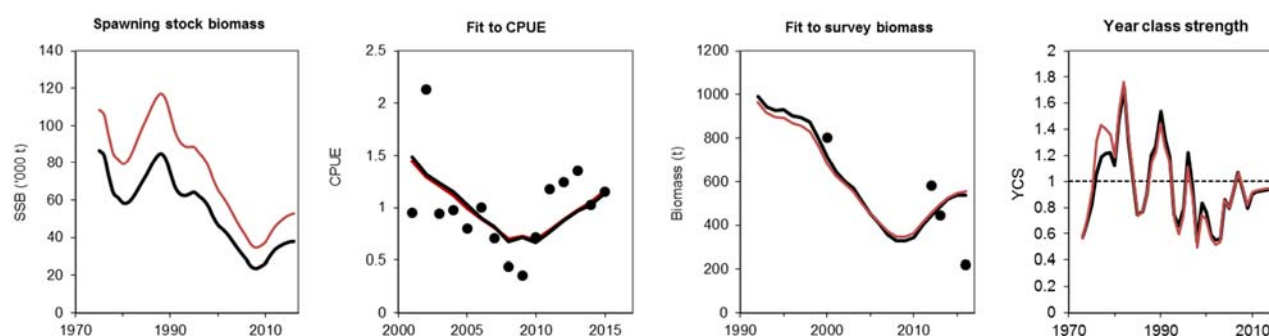 Spawning stock biomass
140
120
100
80
60
40
20
0
SSB ('000 t)
1970 1990 2010
Fit to CPUE
2.5
2
1.5
1
0.5
0
CPUE
2000 2005 2010 2015
Fit to survey biomass
1200
1000
800
600
400
200
0
Biomass (t)
1990 2000 2010
Year class strength
2
1.8
1.6
1.4
1.2
1
0.8
0.6
0.4
0.2
0
YCS
1970 1990 2010